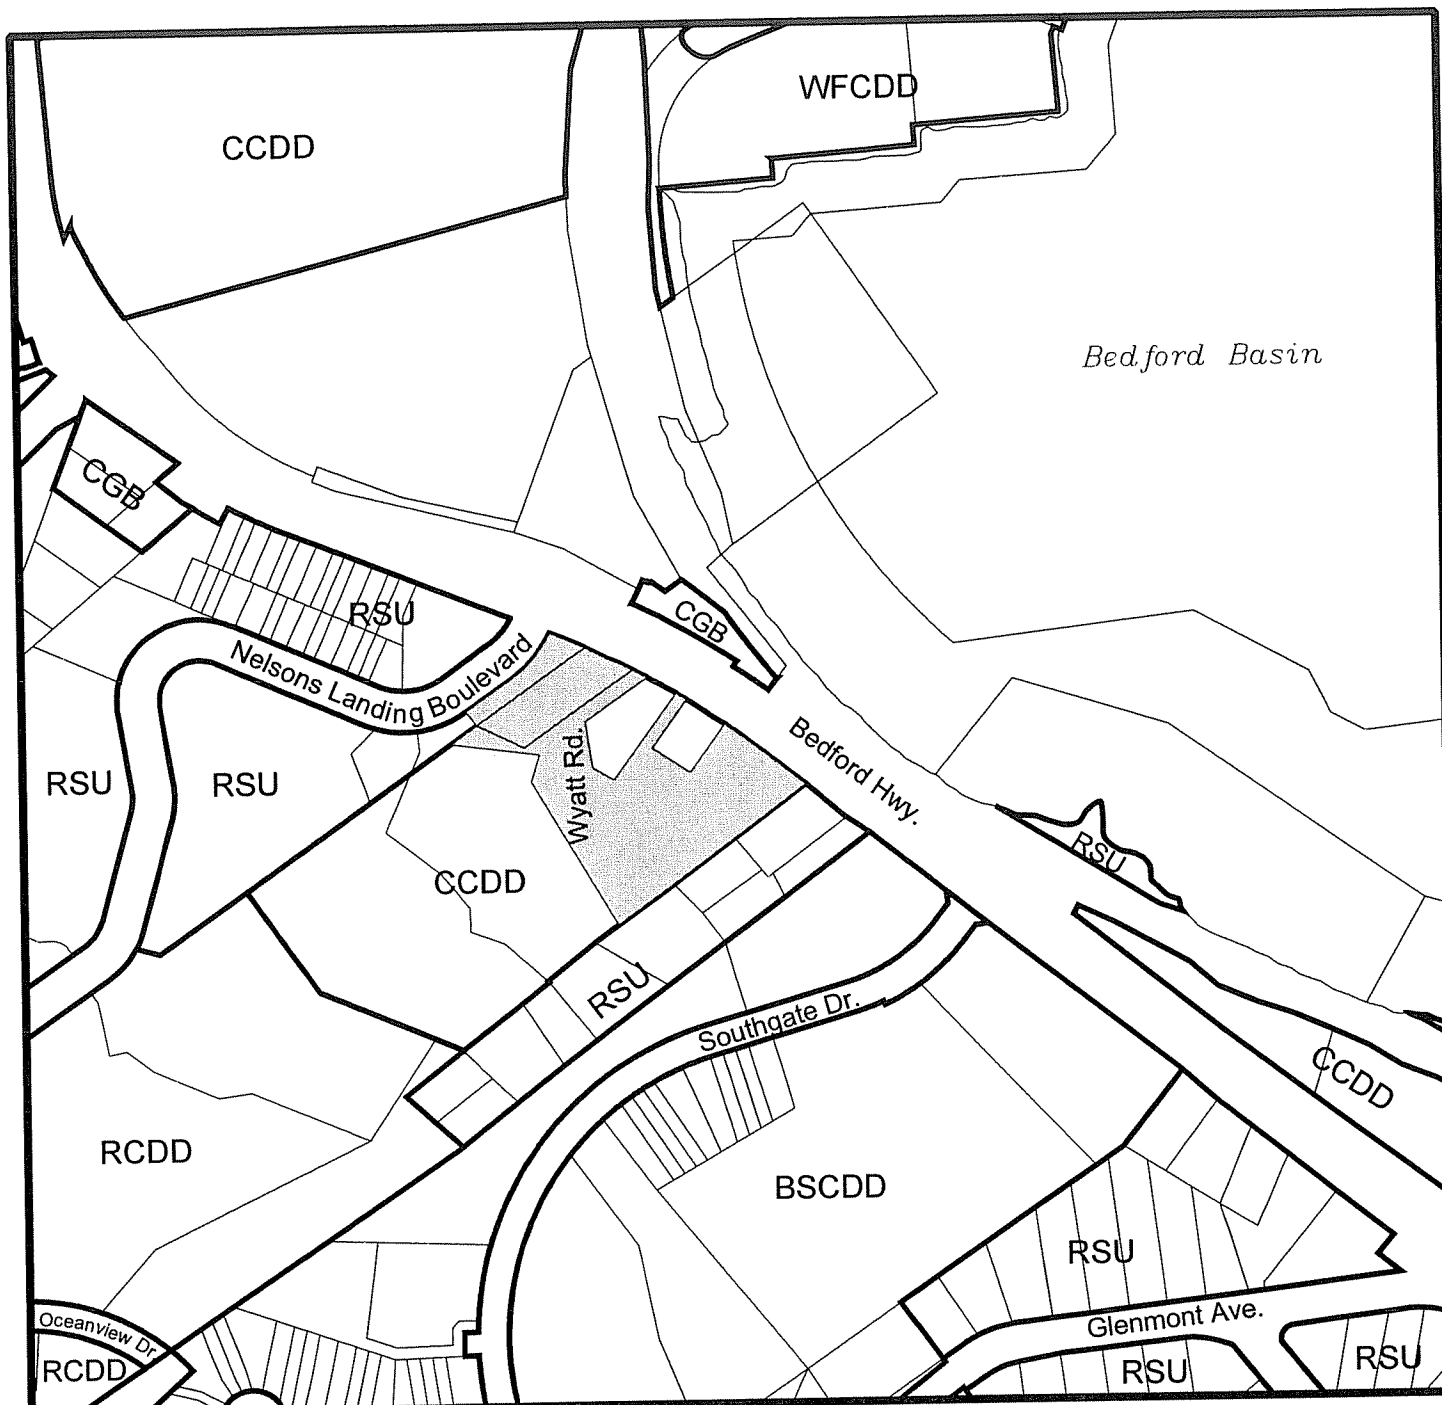 WFCDD
CCDD
Bedford Basin
CGB
RSU
CGB
Nelsons Landing Boulevard
Bedford Hwy.
Wyatt Rd.
RSU
RSU
RSU
CCDD
RSU
Southgate Dr.
CCDD
RCDD
BSCDD
RSU
Oceanview Dr
Glenmont Ave.
RCDD
RSU
RSU